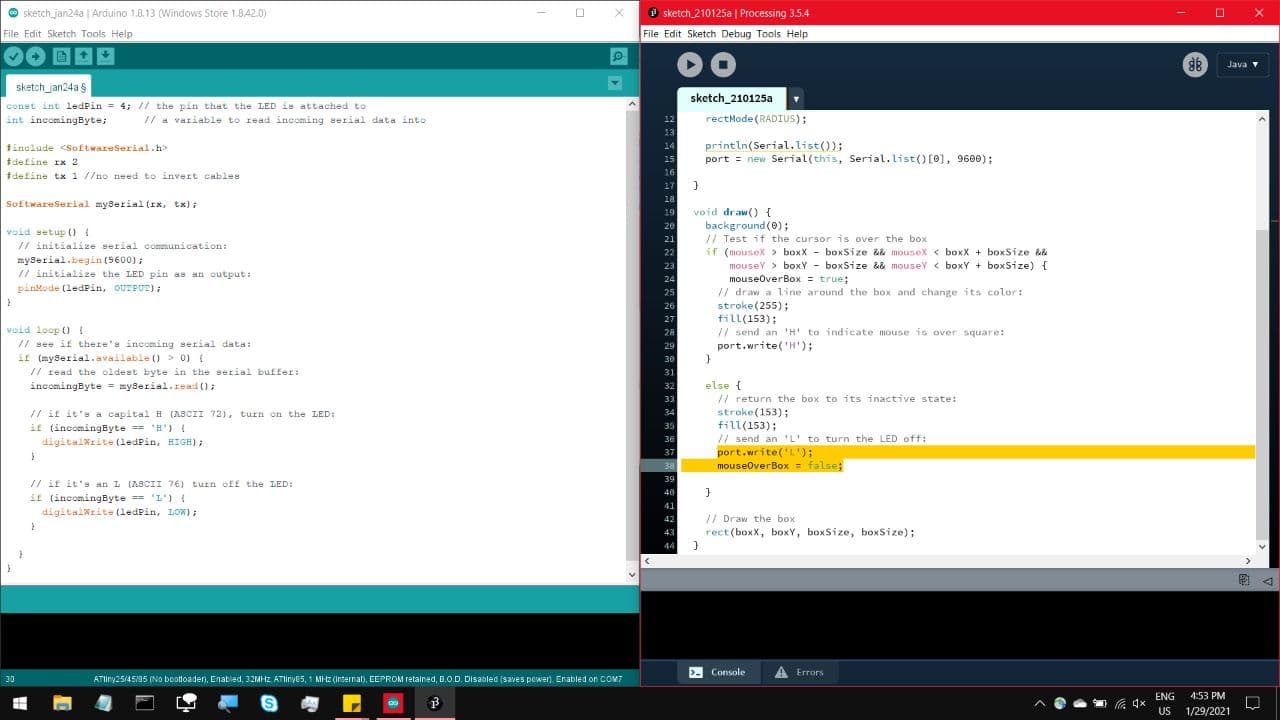 sketch_jan24a | Arduino 1.8.13 (Windows Store 1.8.42.0)
File Edit Sketch Tools Help
sketch_jan24a §
const int ledPin = 4; // the pin that the LED is attached to
int incomingByte;      // a variable to read incoming serial data into
#include <SoftwareSerial.h>
#define rx 2
#define tx 1 //no need to invert cables
SoftwareSerial mySerial(rx, tx);
void setup() {
  // initialize serial communication:
  mySerial.begin(9600);
  // initialize the LED pin as an output:
  pinMode(ledPin, OUTPUT);
}
void loop() {
  // see if there's incoming serial data:
  if (mySerial.available() > 0) {
    // read the oldest byte in the serial buffer:
    incomingByte = mySerial.read();
    // if it's a capital H (ASCII 72), turn on the LED:
    if (incomingByte == 'H') {
      digitalWrite(ledPin, HIGH);
    }
    // if it's an L (ASCII 76) turn off the LED:
    if (incomingByte == 'L') {
      digitalWrite(ledPin, LOW);
    }
  }
}
30
ATtiny25/45/85 (No bootloader), Enabled, 32MHz, ATtiny85, 1 MHz (internal), EEPROM retained, B.O.D. Disabled (saves power), Enabled on COM7
sketch_210125a | Processing 3.5.4
File Edit Sketch Debug Tools Help
Java ▼
sketch_210125a ▼
12 rectMode(RADIUS);
13
14 println(Serial.list());
15 port = new Serial(this, Serial.list()[0], 9600);
16
17 }
18
19 void draw() {
20 background(0);
21 // Test if the cursor is over the box
22 if (mouseX > boxX - boxSize && mouseX < boxX + boxSize &&
23 mouseY > boxY - boxSize && mouseY < boxY + boxSize) {
24 mouseOverBox = true;
25 // draw a line around the box and change its color:
26 stroke(255);
27 fill(153);
28 // send an 'H' to indicate mouse is over square:
29 port.write('H');
30 }
31
32 else {
33 // return the box to its inactive state:
34 stroke(153);
35 fill(153);
36 // send an 'L' to turn the LED off:
37 port.write('L');
38 mouseOverBox = false;
39
40 }
41
42 // Draw the box
43 rect(boxX, boxY, boxSize, boxSize);
44 }
Console
Errors
ENG
US
4:53 PM
1/29/2021